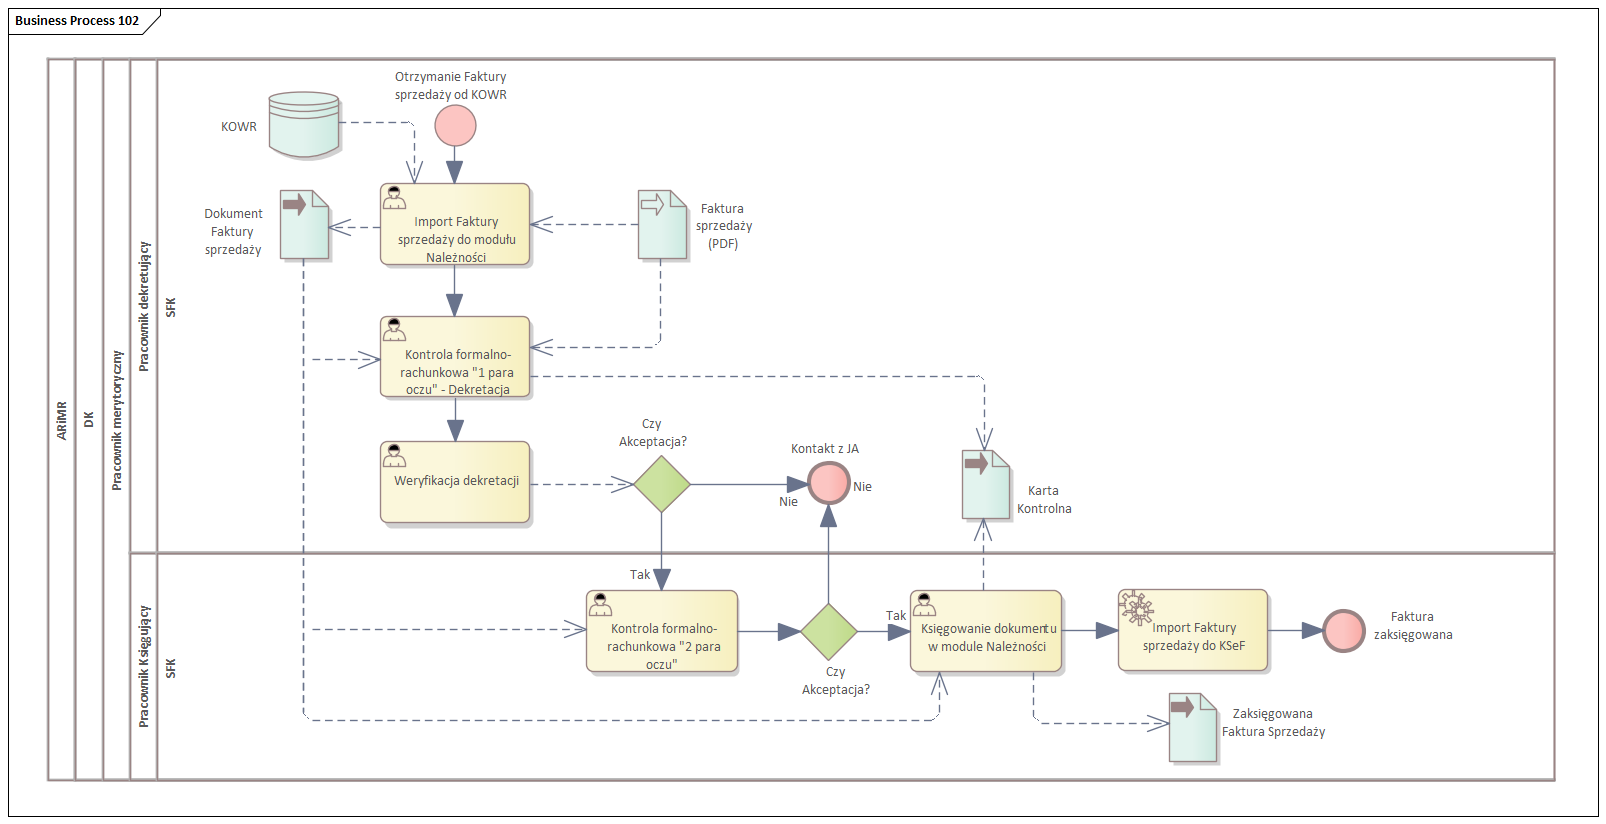 Business Process 102
ARiMR
DK
Pracownik merytoryczny
Pracownik dekretujący
SFK
Otrzymanie Faktury
sprzedaży od KOWR
KOWR
Dokument
Faktury
sprzedaży
Import Faktury
sprzedaży do modułu
Należności
Faktura
sprzedaży
(PDF)
Kontrola formalno-
rachunkowa "1 para
oczu" - Dekretacja
Weryfikacja dekretacji
Czy
Akceptacja?
Kontakt z JA
Nie
Nie
Karta
Kontrolna
Pracownik Księgujący
SFK
Tak
Kontrola formalno-
rachunkowa "2 para
oczu"
Czy
Akceptacja?
Tak
Księgowanie dokumentu
w module Należności
Import Faktury
sprzedaży do KSeF
Faktura
zaksięgowana
Zaksięgowana
Faktura Sprzedaży